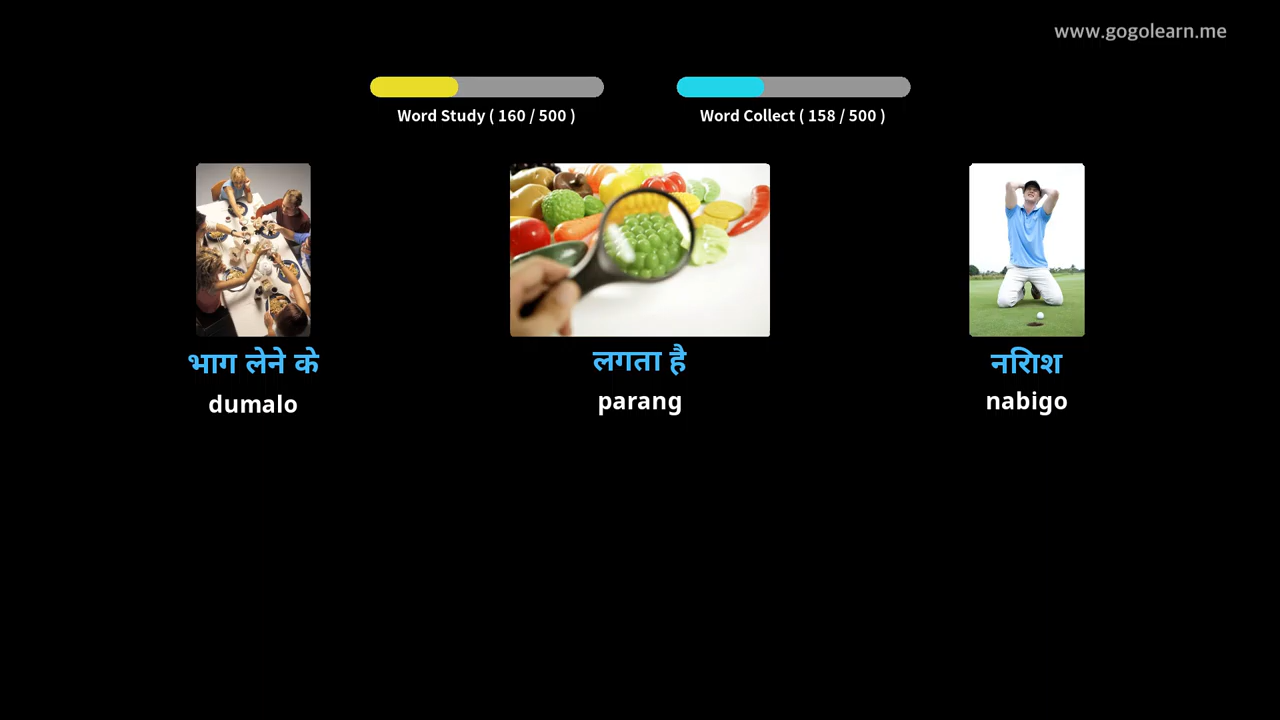 www.gogolearn.me
Word Study ( 160 / 500 )
Word Collect ( 158 / 500 )
भाग लेने के
dumalo
लगता है
parang
निराश
nabigo